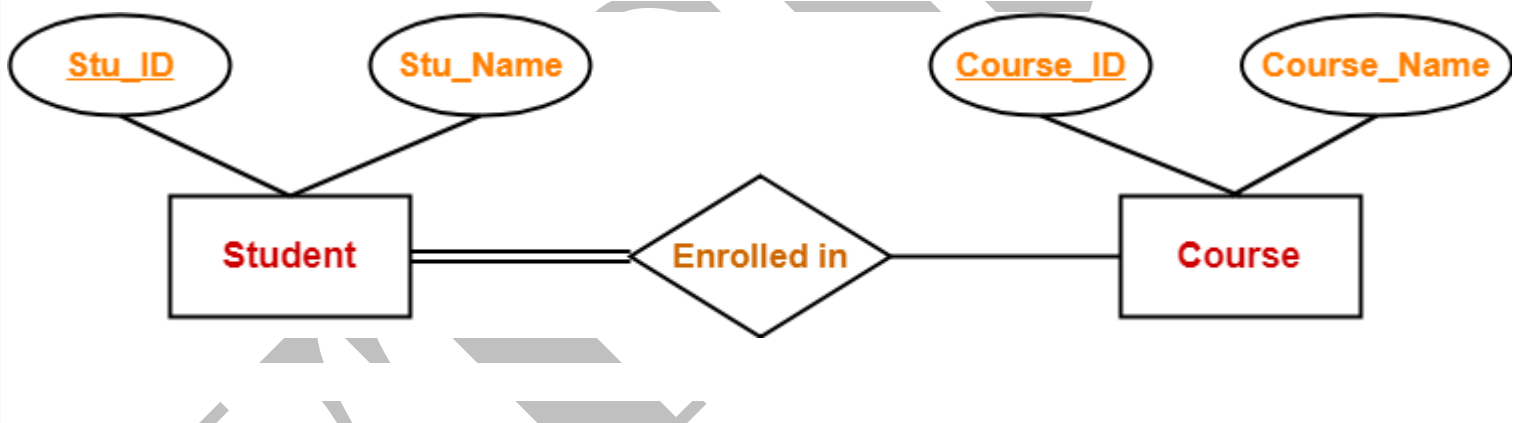 Stu_ID
Stu_Name
Course_ID
Course_Name
Student
Enrolled in
Course